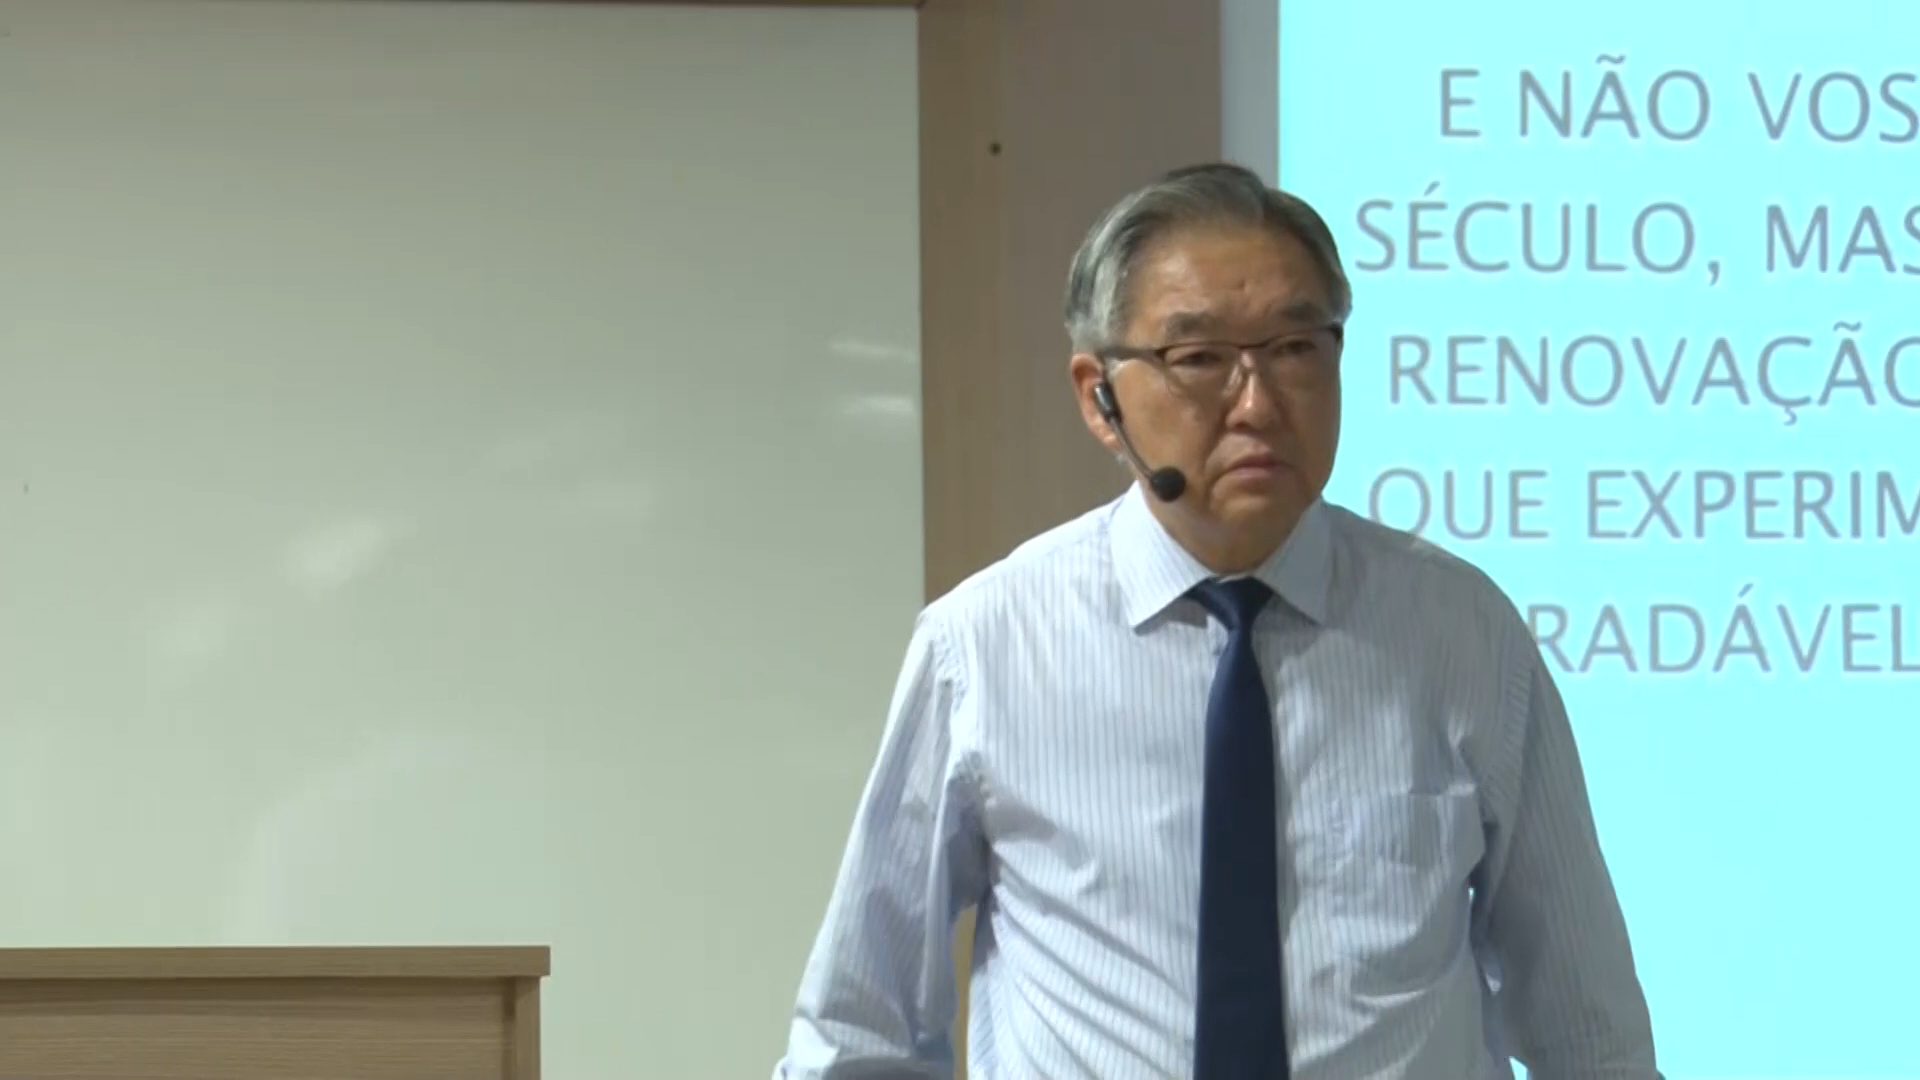 E NÃO VOS
SÉCULO, MAS
RENOVAÇÃO
QUE EXPERIM
RADÁVEL